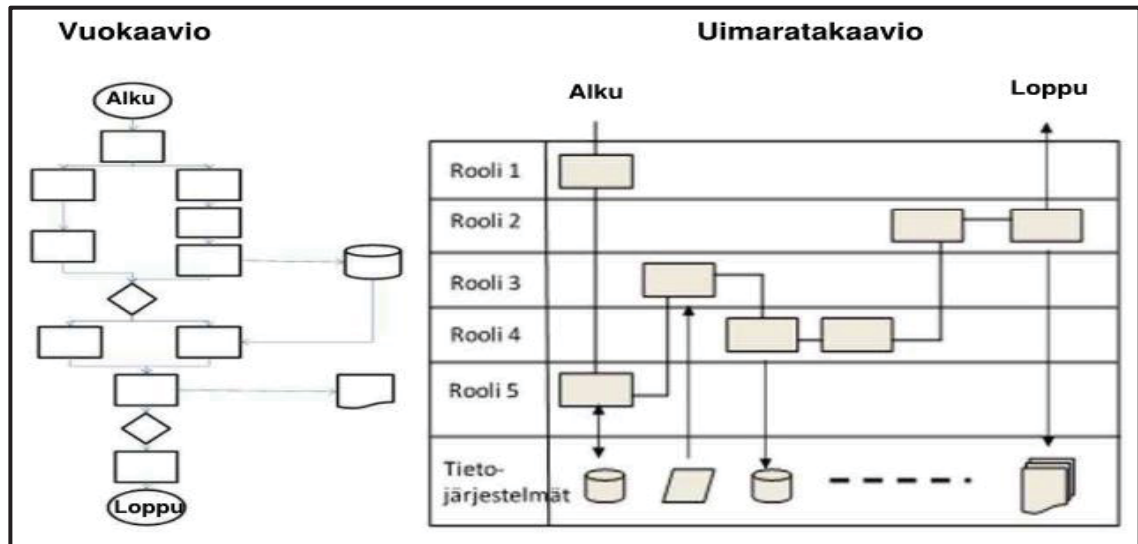 Vuokaavio
Uimaratakaavio
Alku
Loppu
Alku
Loppu
Rooli 1
Rooli 2
Rooli 3
Rooli 4
Rooli 5
Tieto-
järjestelmät